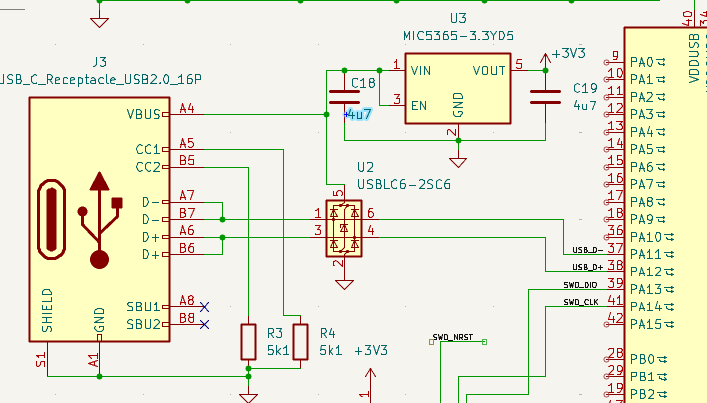 40
34
VDDUSB
U3
MIC5365-3.3YD5
J3
USB_C_Receptacle_USB2.0_16P
+3V3
1
VIN
VOUT
5
3
EN
GND
2
C18
4u7
C19
4u7
VBUS
A4
CC1
A5
CC2
B5
D-
A7
D-
B7
D+
A6
D+
B6
SBU1
A8
SBU2
B8
SHIELD
GND
S1
A1
U2
USBLC6-2SC6
5
1
6
3
4
2
R3
5k1
R4
5k1
+3V3
1
USB_D-
USB_D+
SWD_DIO
SWD_CLK
SWD_NRST
9
PA0
10
PA1
11
PA2
12
PA3
13
PA4
14
PA5
15
PA6
16
PA7
17
PA8
18
PA9
36
PA10
37
PA11
38
PA12
39
PA13
41
PA14
42
PA15
28
PB0
29
PB1
19
PB2